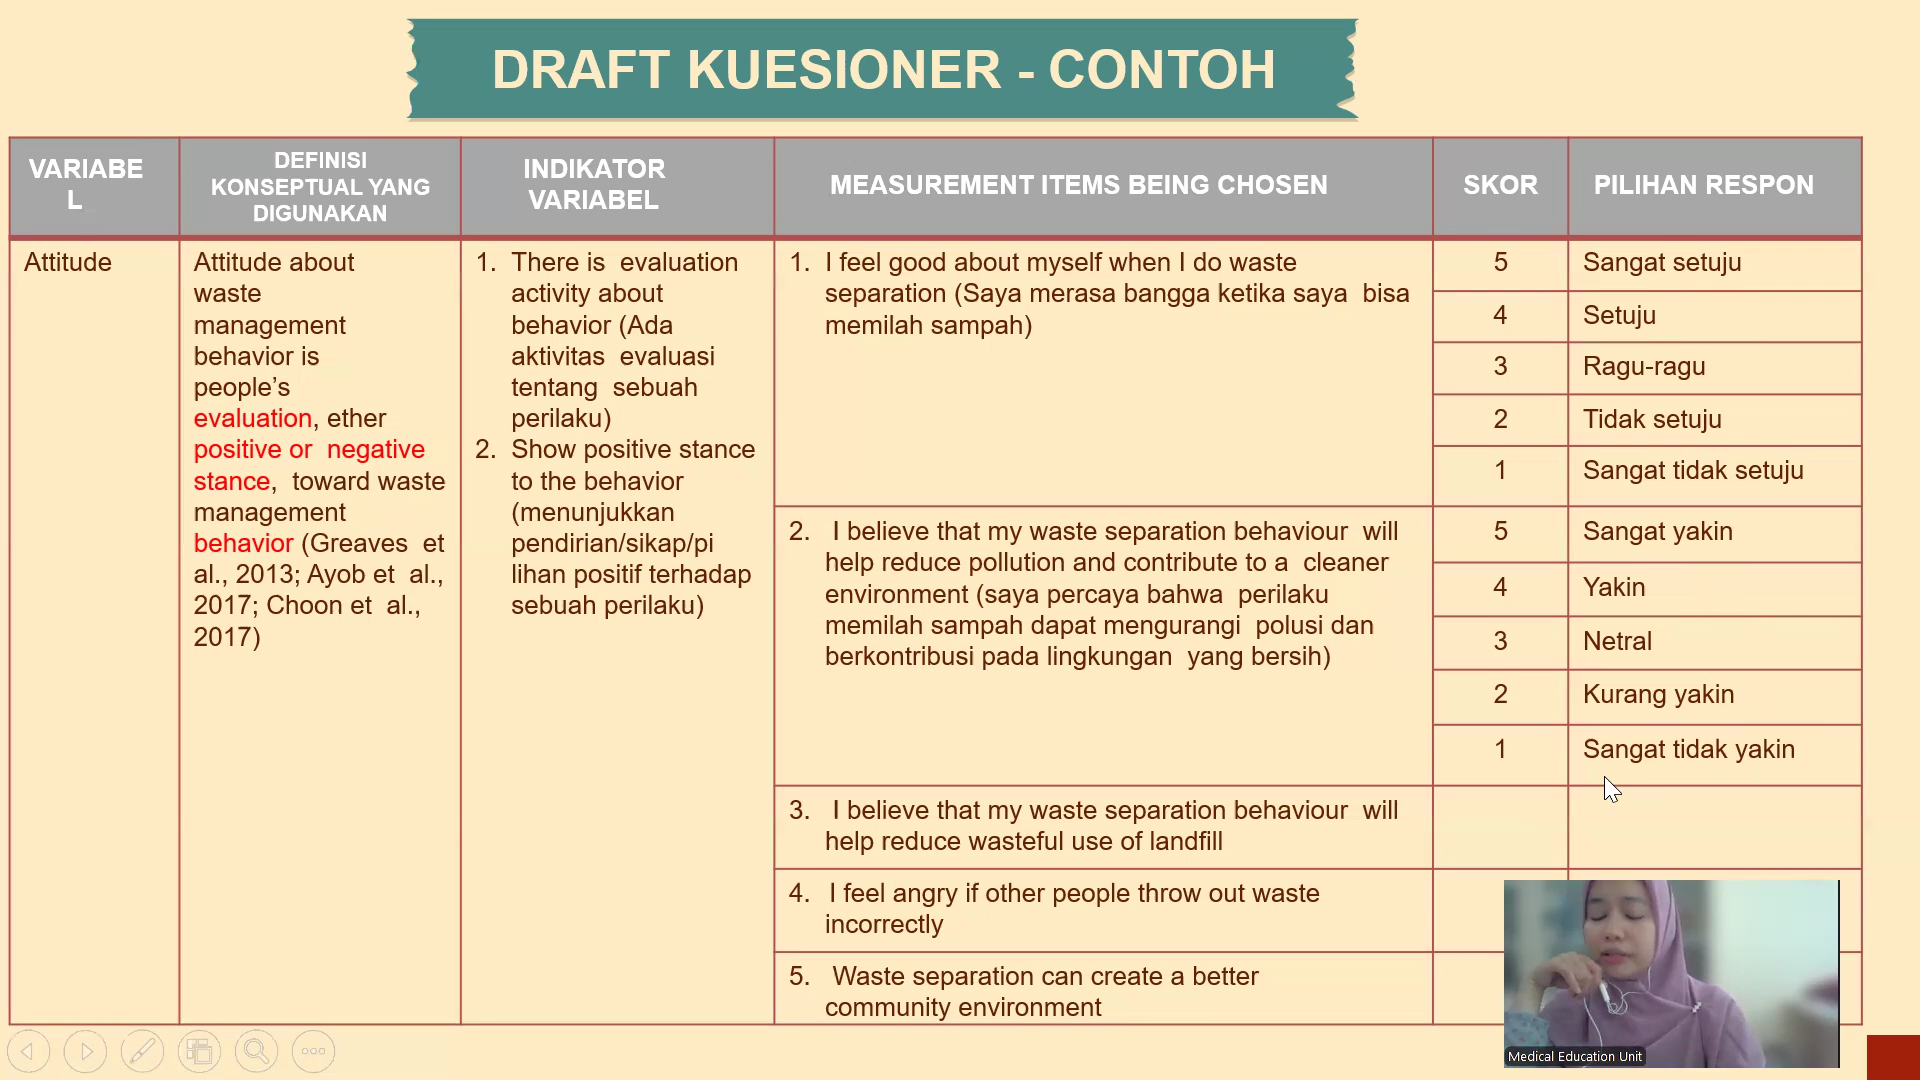 DRAFT KUESIONER - CONTOH
VARIABE
L
DEFINISI
KONSEPTUAL YANG
DIGUNAKAN
INDIKATOR
VARIABEL
MEASUREMENT ITEMS BEING CHOSEN
SKOR
PILIHAN RESPON
Attitude
Attitude about
waste
management
behavior is
people’s
evaluation, ether
positive or negative
stance, toward waste
management
behavior (Greaves et
al., 2013; Ayob et al.,
2017; Choon et al.,
2017)
1. There is evaluation
activity about
behavior (Ada
aktivitas evaluasi
tentang sebuah
perilaku)
2. Show positive stance
to the behavior
(menunjukkan
pendirian/sikap/pi
lihan positif terhadap
sebuah perilaku)
1. I feel good about myself when I do waste
separation (Saya merasa bangga ketika saya bisa
memilah sampah)
5 Sangat setuju
4 Setuju
3 Ragu-ragu
2 Tidak setuju
1 Sangat tidak setuju
2. I believe that my waste separation behaviour will
help reduce pollution and contribute to a cleaner
environment (saya percaya bahwa perilaku
memilah sampah dapat mengurangi polusi dan
berkontribusi pada lingkungan yang bersih)
5 Sangat yakin
4 Yakin
3 Netral
2 Kurang yakin
1 Sangat tidak yakin
3. I believe that my waste separation behaviour will
help reduce wasteful use of landfill
4. I feel angry if other people throw out waste
incorrectly
5. Waste separation can create a better
community environment
Medical Education Unit